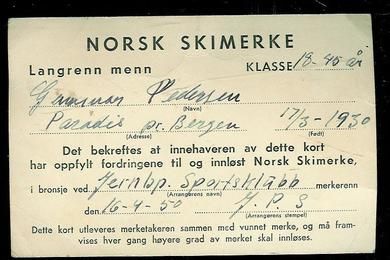 NORSK SKIMERKE
Langrenn menn KLASSE 18-45 år
Gunnar Pedersen
(Navn)
Paradis pr. Bergen 17/3-1930
(Adresse) (Født)
Det bekreftes at innehaveren av dette kort
har oppfylt fordringene til og innløst Norsk Skimerke,
i bronsje ved Jernbp. Sportsklubb merkerenn
(Arrangørens navn)
den 16-4-50 J.P.S
(Arrangørens stempel)
Dette kort utleveres merketakeren sammen med vunnet merke, og må fram-
vises hver gang høyere grad av merket skal innløses.